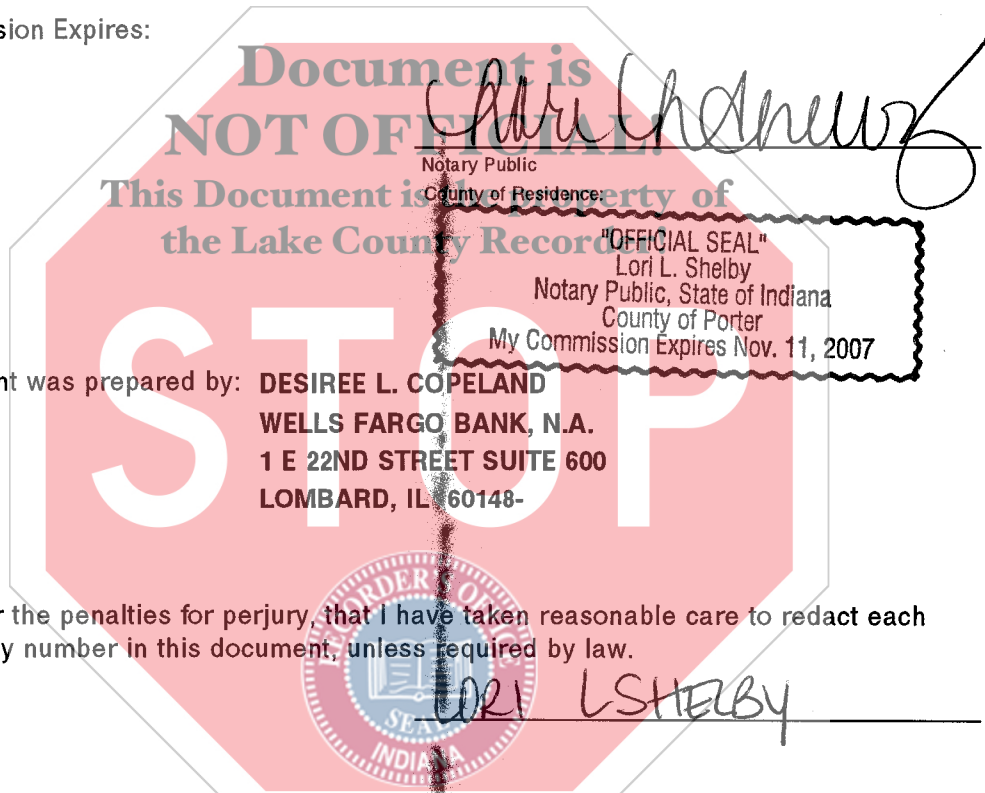 sion Expires:
Document is
NOT OFFICIAL!
Notary Public
This Document is the property of
County of Residence:
the Lake County Recorder!
"OFFICIAL SEAL"
Lori L. Shelby
Notary Public, State of Indiana
County of Porter
My Commission Expires Nov. 11, 2007
nt was prepared by: DESIREE L. COPELAND
WELLS FARGO BANK, N.A.
1 E 22ND STREET SUITE 600
LOMBARD, IL 60148-
STOP
r the penalties for perjury, that I have taken reasonable care to redact each
y number in this document, unless required by law.
RECORDER'S OFFICE
SEAL
INDIANA
LORI L SHELBY